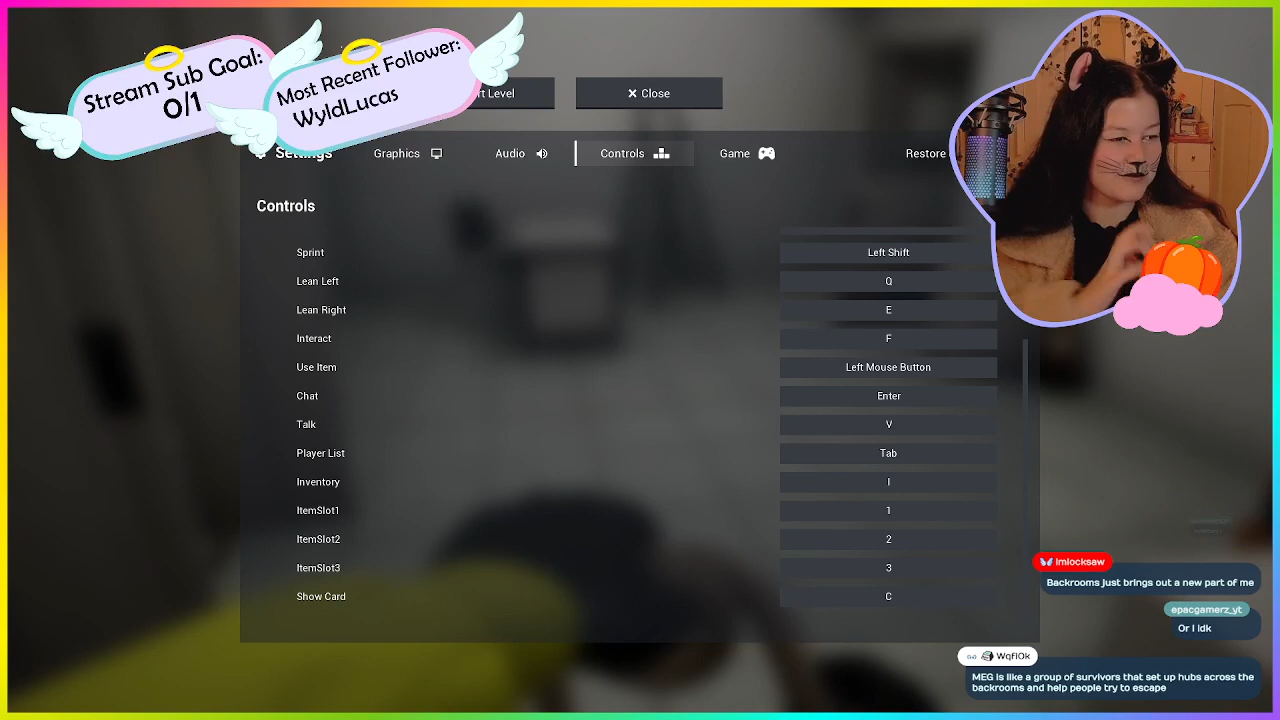 Stream Sub Goal:
0/1
Most Recent Follower:
WyldLucas
rt Level
Close
Settings
Graphics
Audio
Controls
Game
Restore
Controls
Sprint Left Shift
Lean Left Q
Lean Right E
Interact F
Use Item Left Mouse Button
Chat Enter
Talk V
Player List Tab
Inventory I
ItemSlot1 1
ItemSlot2 2
ItemSlot3 3
Show Card C
Imlocksaw
Backrooms just brings out a new part of me
epacgamerz_yt
Or I idk
WqflOk
MEG is like a group of survivors that set up hubs across the
backrooms and help people try to escape